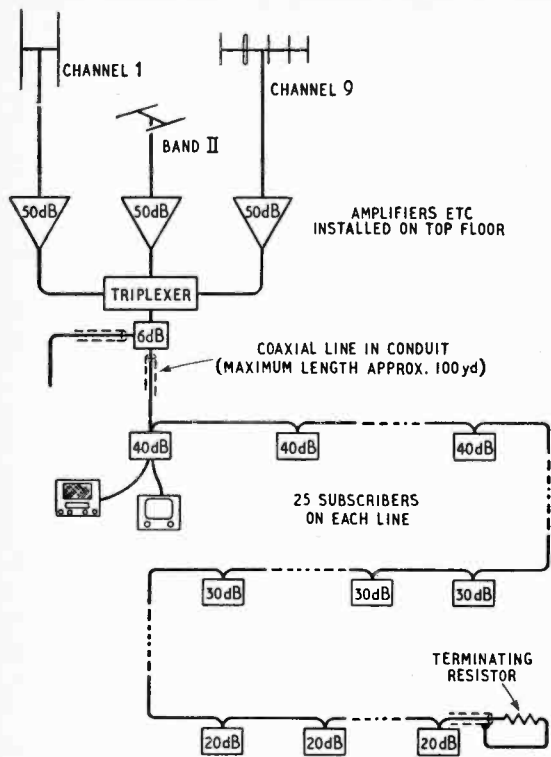 CHANNEL 1
CHANNEL 9
BAND II
50dB
50dB
50dB
AMPLIFIERS ETC
INSTALLED ON TOP FLOOR
TRIPLEXER
6dB
COAXIAL LINE IN CONDUIT
(MAXIMUM LENGTH APPROX. 100yd)
40dB
40dB
40dB
25 SUBSCRIBERS
ON EACH LINE
30dB
30dB
30dB
TERMINATING
RESISTOR
20dB
20dB
20dB